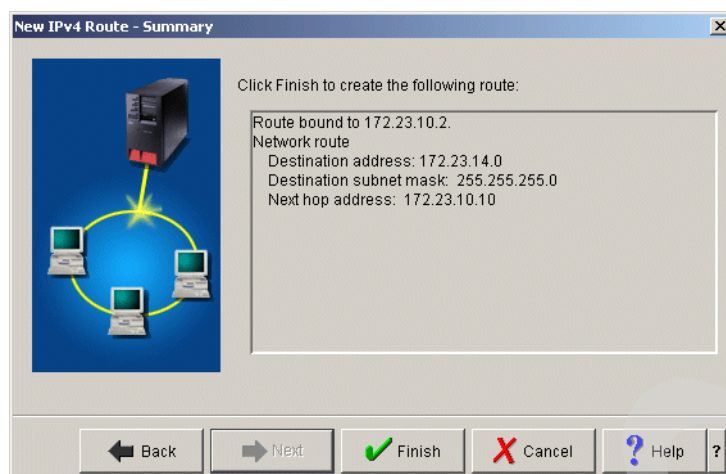 New IPv4 Route - Summary
Click Finish to create the following route:
Route bound to 172.23.10.2.
Network route
Destination address: 172.23.14.0
Destination subnet mask: 255.255.255.0
Next hop address: 172.23.10.10
Back Next Finish Cancel ? Help ?